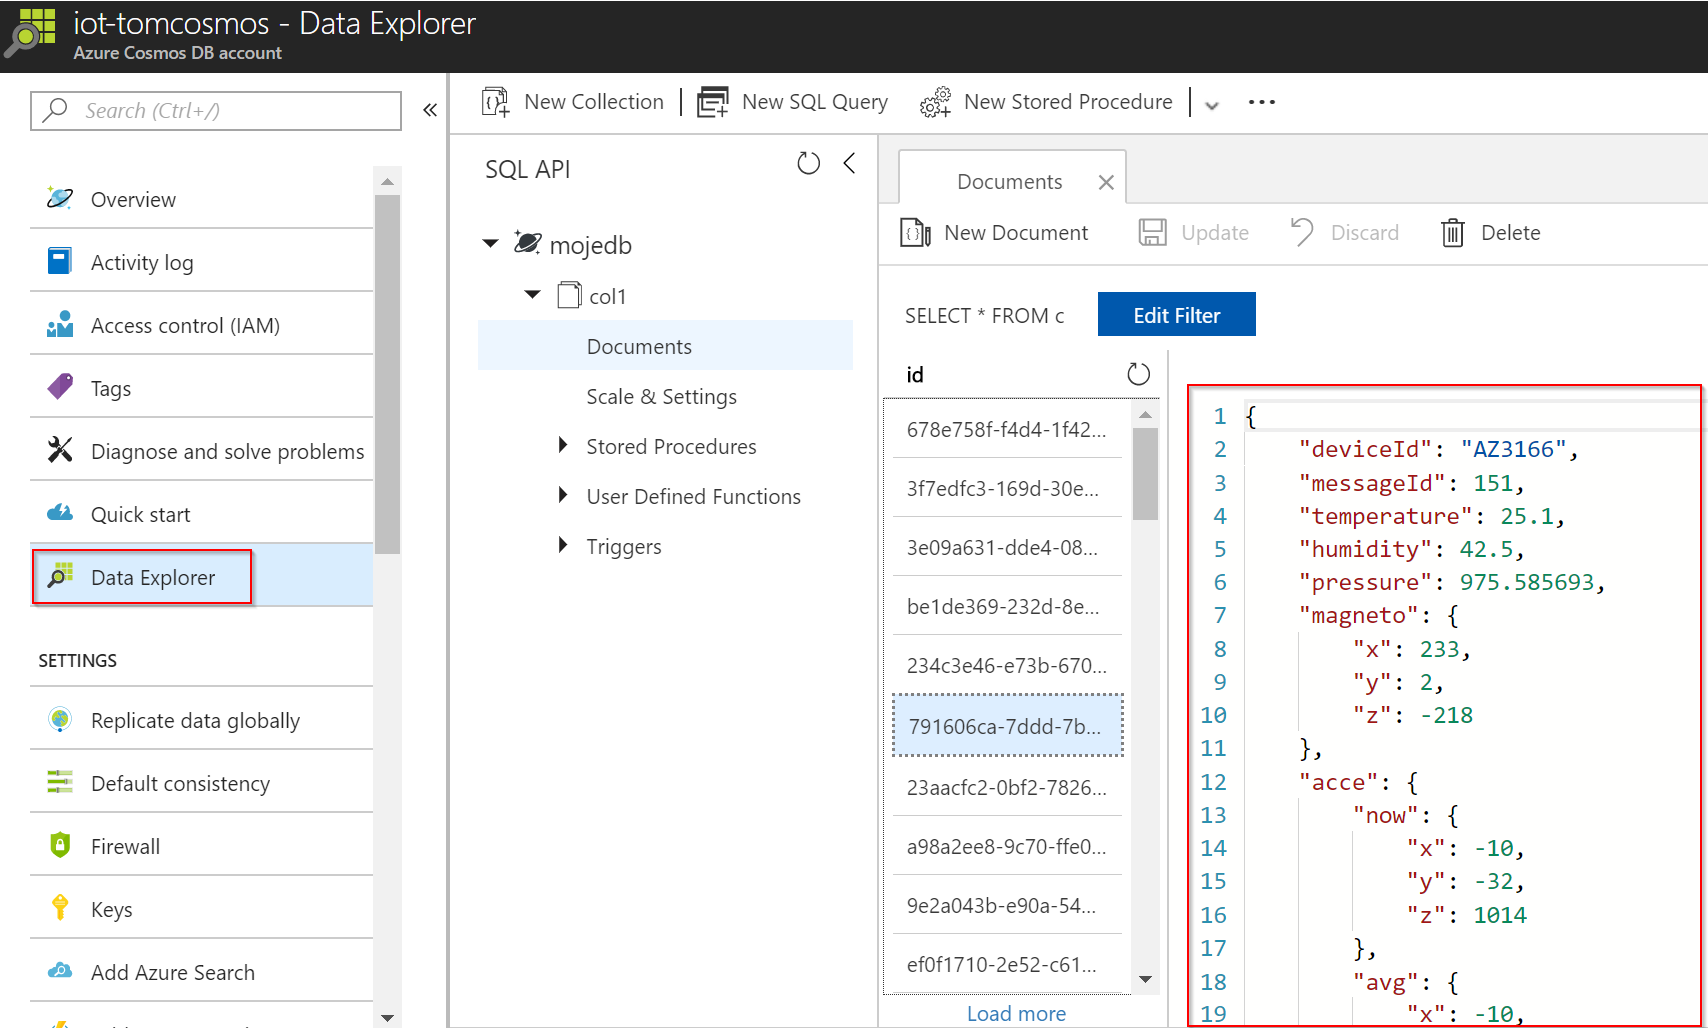 iot-tomcosmos - Data Explorer
Azure Cosmos DB account
Search (Ctrl+/)
«
Overview
Activity log
Access control (IAM)
Tags
Diagnose and solve problems
Quick start
Data Explorer
SETTINGS
Replicate data globally
Default consistency
Firewall
Keys
Add Azure Search
New Collection
New SQL Query
New Stored Procedure
SQL API
mojedb
col1
Documents
Scale & Settings
Stored Procedures
User Defined Functions
Triggers
Documents
New Document
Update
Discard
Delete
SELECT * FROM c
Edit Filter
id
678e758f-f4d4-1f42...
3f7edfc3-169d-30e...
3e09a631-dde4-08...
be1de369-232d-8e...
234c3e46-e73b-670...
791606ca-7ddd-7b...
23aacfc2-0bf2-7826...
a98a2ee8-9c70-ffe0...
9e2a043b-e90a-54...
ef0f1710-2e52-c61...
Load more
1 {
2 "deviceId": "AZ3166",
3 "messageId": 151,
4 "temperature": 25.1,
5 "humidity": 42.5,
6 "pressure": 975.585693,
7 "magneto": {
8 "x": 233,
9 "y": 2,
10 "z": -218
11 },
12 "acce": {
13 "now": {
14 "x": -10,
15 "y": -32,
16 "z": 1014
17 },
18 "avg": {
19 "x": -10,